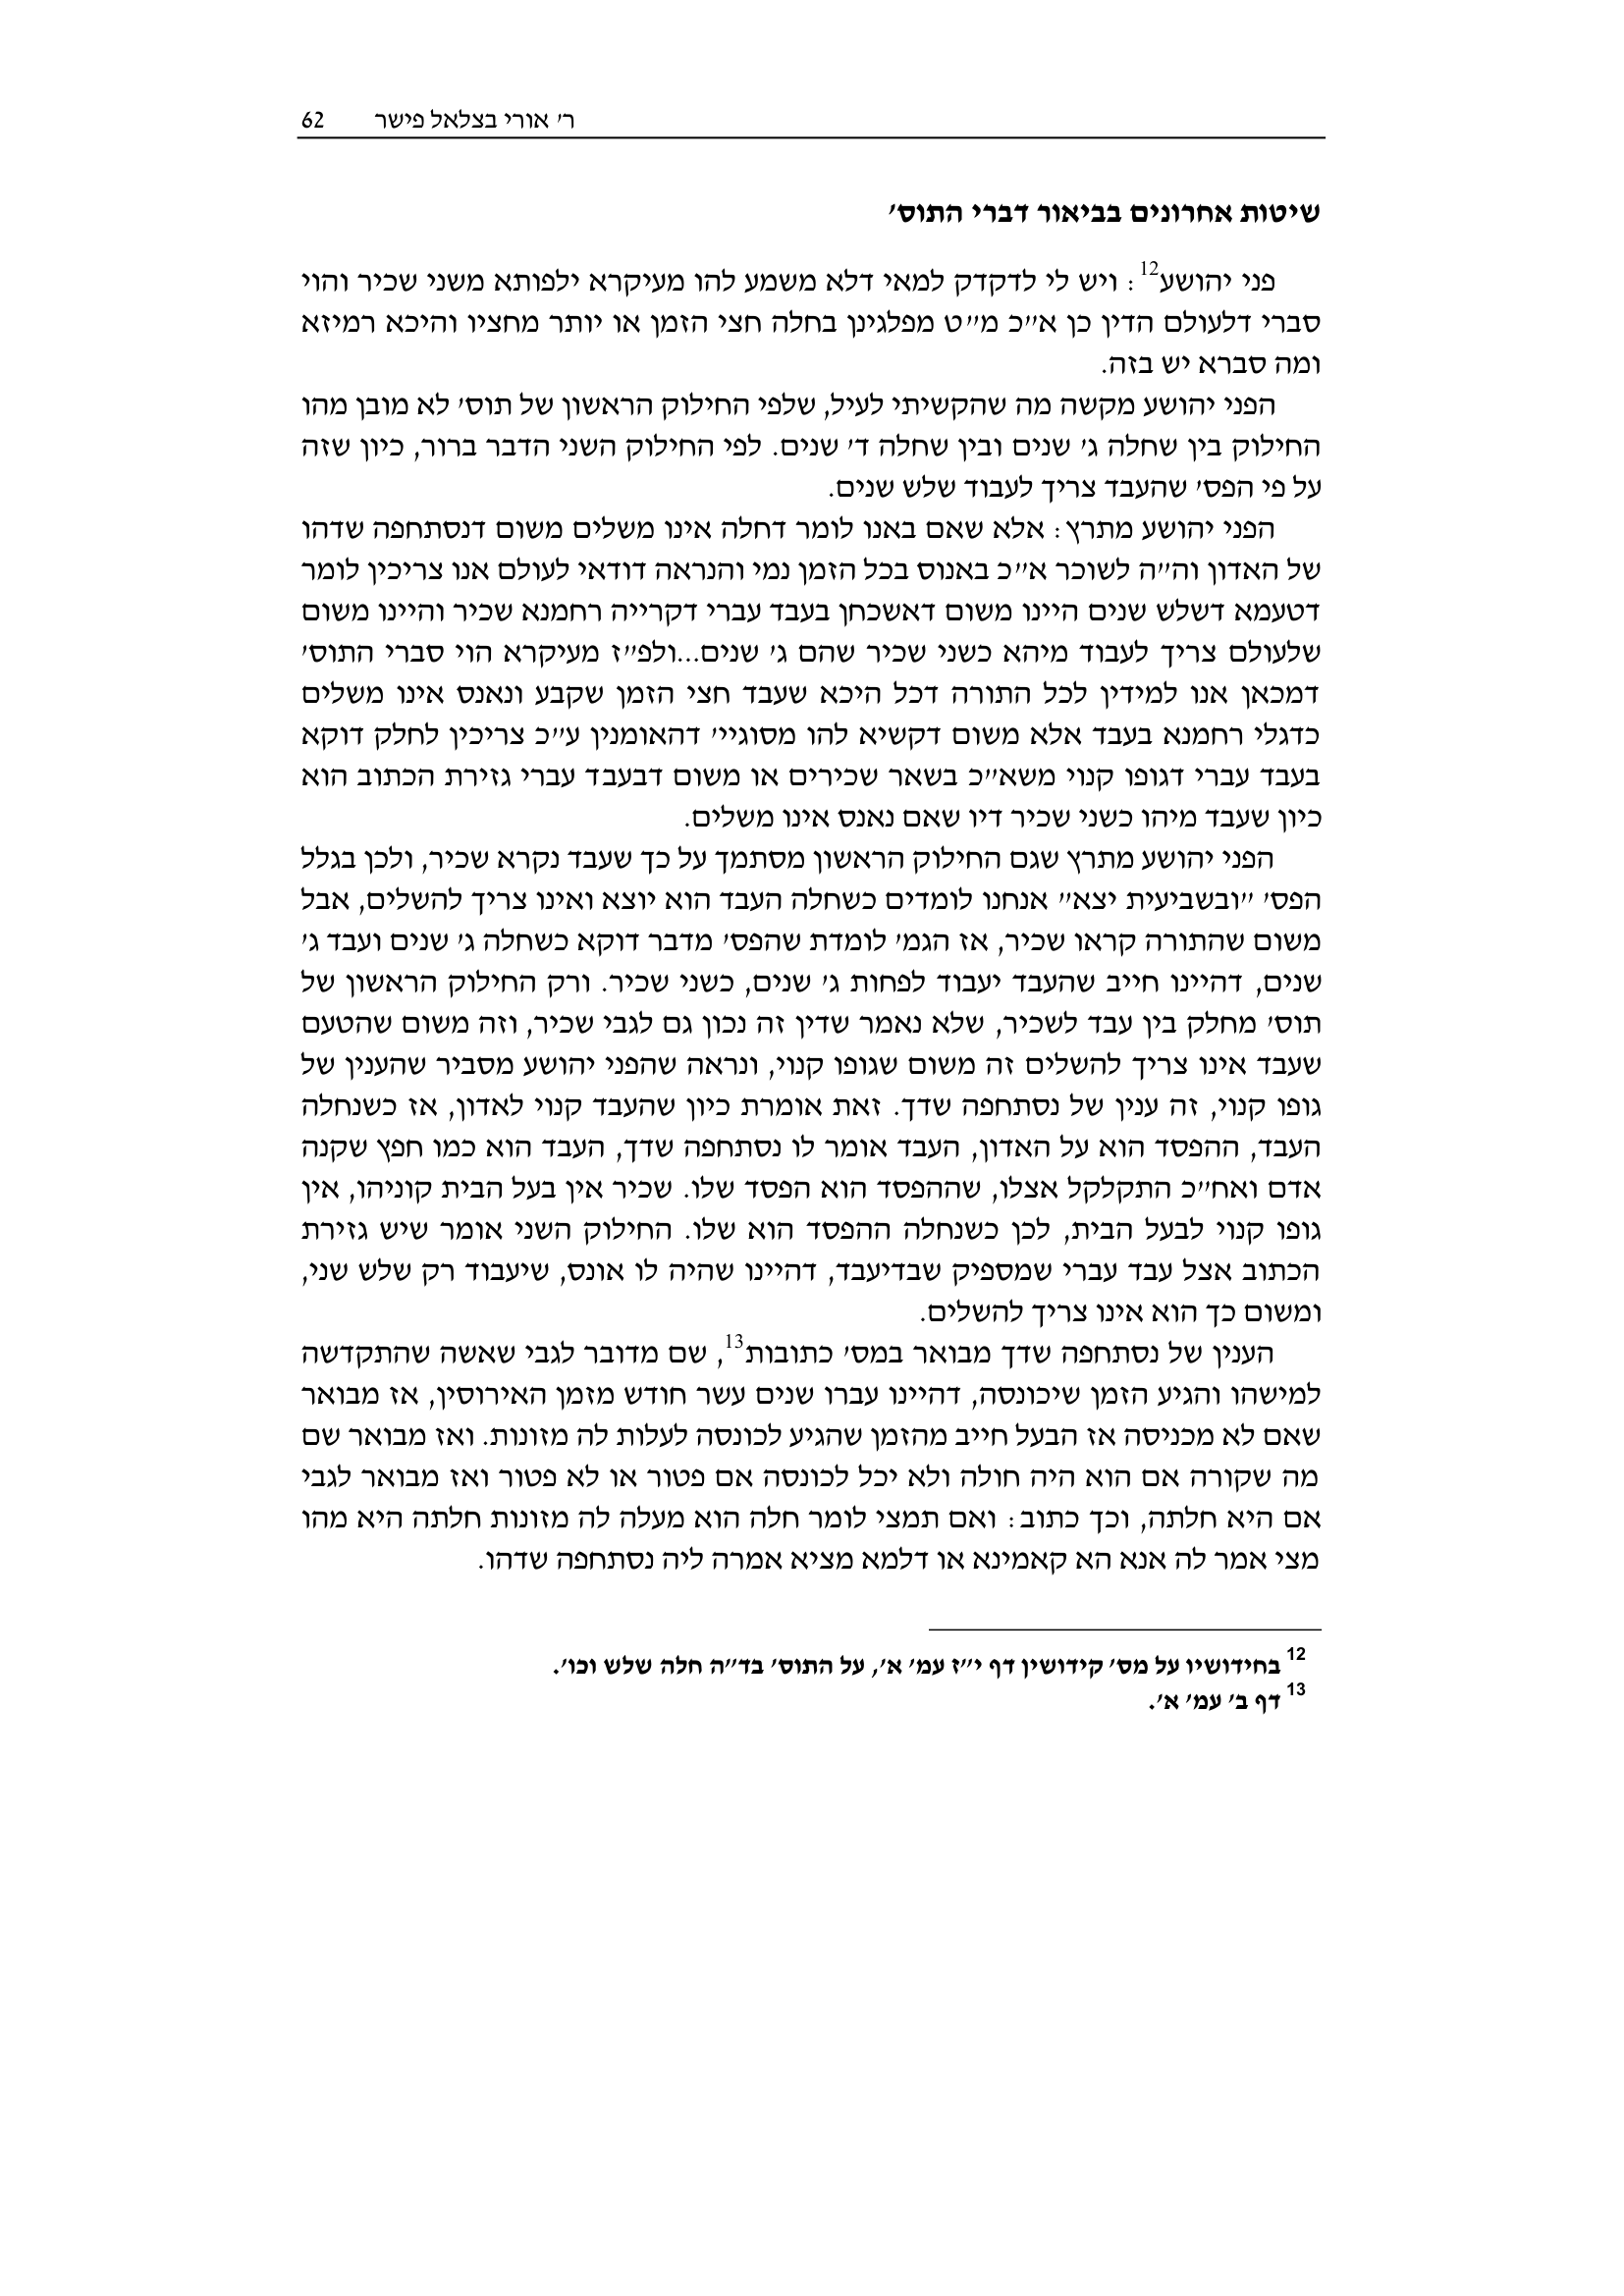 ר' אורי בצלאל פישר 62
שיטות אחרונים בביאור דברי התוס'
פני יהושע12: ויש לי לדקדק למאי דלא משמע להו מעיקרא ילפותא משני שכיר והוי
סברי דלעולם הדין כן א"כ מ"ט מפלגינן בחלה חצי הזמן או יותר מחציו והיכא רמיזא
ומה סברא יש בזה.
הפני יהושע מקשה מה שהקשיתי לעיל, שלפי החילוק הראשון של תוס' לא מובן מהו
החילוק בין שחלה ג' שנים ובין שחלה ד' שנים. לפי החילוק השני הדבר ברור, כיון שזה
על פי הפס' שהעבד צריך לעבוד שלש שנים.
הפני יהושע מתרץ: אלא שאם באנו לומר דחלה אינו משלים משום דנסתחפה שדהו
של האדון וה"ה לשוכר א"כ באנוס בכל הזמן נמי והנראה דודאי לעולם אנו צריכין לומר
דטעמא דשלש שנים היינו משום דאשכחן בעבד עברי דקרייה רחמנא שכיר והיינו משום
שלעולם צריך לעבוד מיהא כשני שכיר שהם ג' שנים...ולפ"ז מעיקרא הוי סברי התוס'
דמכאן אנו למידין לכל התורה דכל היכא שעבד חצי הזמן שקבע ונאנס אינו משלים
כדגלי רחמנא בעבד אלא משום דקשיא להו מסוגיי' דהאומנין ע"כ צריכין לחלק דוקא
בעבד עברי דגופו קנוי משא"כ בשאר שכירים או משום דבעבד עברי גזירת הכתוב הוא
כיון שעבד מיהו כשני שכיר דיו שאם נאנס אינו משלים.
הפני יהושע מתרץ שגם החילוק הראשון מסתמך על כך שעבד נקרא שכיר, ולכן בגלל
הפס' "ובשביעית יצא" אנחנו לומדים כשחלה העבד הוא יוצא ואינו צריך להשלים, אבל
משום שהתורה קראו שכיר, אז הגמ' לומדת שהפס' מדבר דוקא כשחלה ג' שנים ועבד ג'
שנים, דהיינו חייב שהעבד יעבוד לפחות ג' שנים, כשני שכיר. ורק החילוק הראשון של
תוס' מחלק בין עבד לשכיר, שלא נאמר שדין זה נכון גם לגבי שכיר, וזה משום שהטעם
שעבד אינו צריך להשלים זה משום שגופו קנוי, ונראה שהפני יהושע מסביר שהענין של
גופו קנוי, זה ענין של נסתחפה שדך. זאת אומרת כיון שהעבד קנוי לאדון, אז כשנחלה
העבד, ההפסד הוא על האדון, העבד אומר לו נסתחפה שדך, העבד הוא כמו חפץ שקנה
אדם ואח"כ התקלקל אצלו, שההפסד הוא הפסד שלו. שכיר אין בעל הבית קוניהו, אין
גופו קנוי לבעל הבית, לכן כשנחלה ההפסד הוא שלו. החילוק השני אומר שיש גזירת
הכתוב אצל עבד עברי שמספיק שבדיעבד, דהיינו שהיה לו אונס, שיעבוד רק שלש שני,
ומשום כך הוא אינו צריך להשלים.
הענין של נסתחפה שדך מבואר במס' כתובות13, שם מדובר לגבי שאשה שהתקדשה
למישהו והגיע הזמן שיכונסה, דהיינו עברו שנים עשר חודש מזמן האירוסין, אז מבואר
שאם לא מכניסה אז הבעל חייב מהזמן שהגיע לכונסה לעלות לה מזונות. ואז מבואר שם
מה שקורה אם הוא היה חולה ולא יכל לכונסה אם פטור או לא פטור ואז מבואר לגבי
אם היא חלתה, וכך כתוב: ואם תמצי לומר חלה הוא מעלה לה מזונות חלתה היא מהו
מצי אמר לה אנא הא קאמינא או דלמא מציא אמרה ליה נסתחפה שדהו.
12 בחידושיו על מס' קידושין דף י"ז עמ' א', על התוס' בד"ה חלה שלש וכו'.
13 דף ב' עמ' א'.